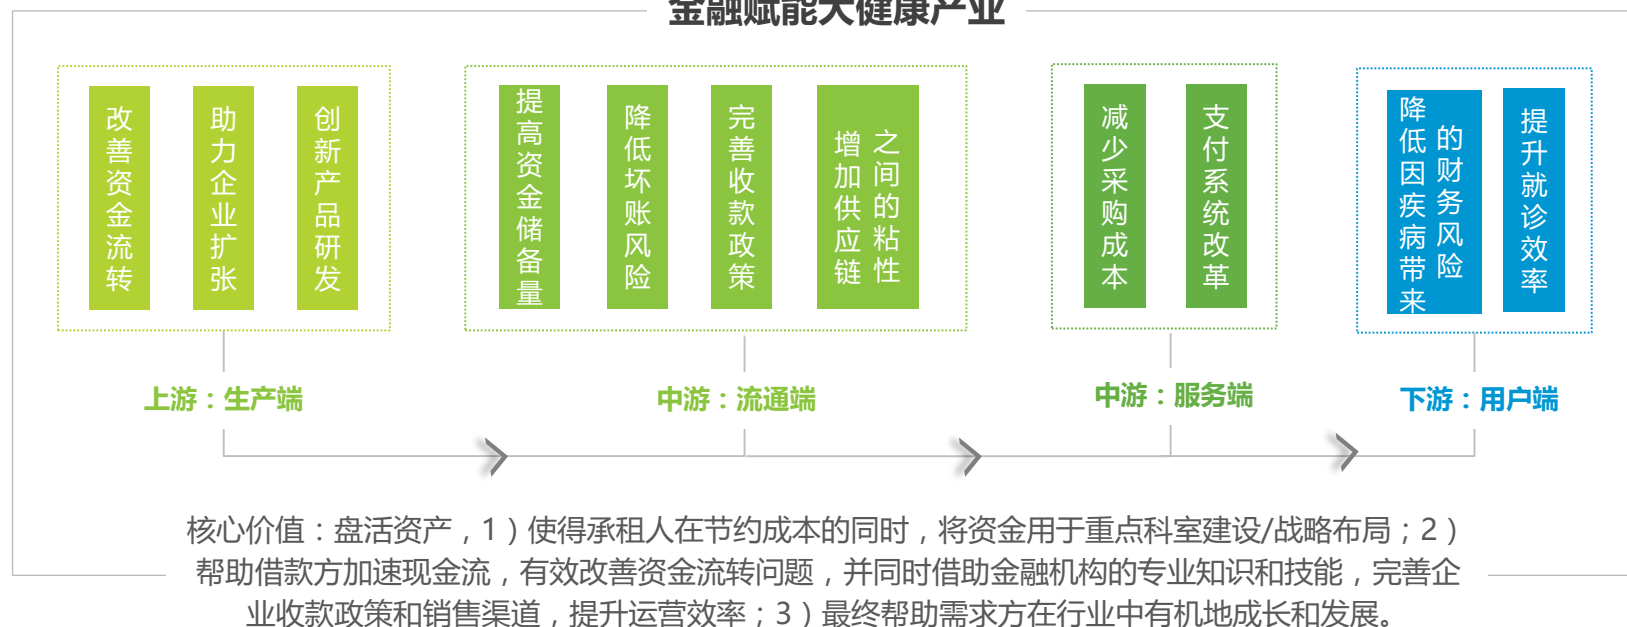 金融赋能大健康产业
改善资金流转
助力企业扩张
创新产品研发
提高资金储备量
降低坏账风险
完善收款政策
增加供应链
之间的粘性
减少采购成本
支付系统改革
降低因疾病带来
的财务风险
提升就诊效率
上游：生产端
中游：流通端
中游：服务端
下游：用户端
核心价值：盘活资产，1）使得承租人在节约成本的同时，将资金用于重点科室建设/战略布局；2）
帮助借款方加速现金流，有效改善资金流转问题，并同时借助金融机构的专业知识和技能，完善企
业收款政策和销售渠道，提升运营效率；3）最终帮助需求方在行业中有机地成长和发展。